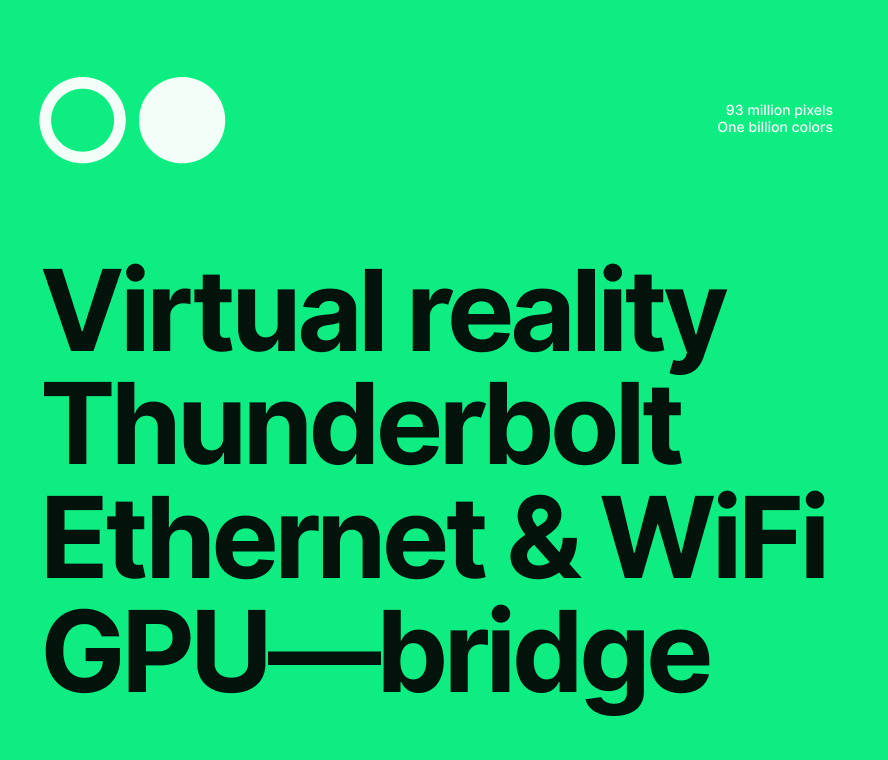 93 million pixels
One billion colors
Virtual reality
Thunderbolt
Ethernet & WiFi
GPU—bridge